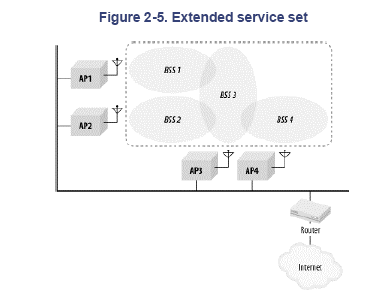 Figure 2-5. Extended service set
BSS 1
AP1
BSS 3
AP2
BSS 2
BSS 4
AP3
AP4
Router
Internet